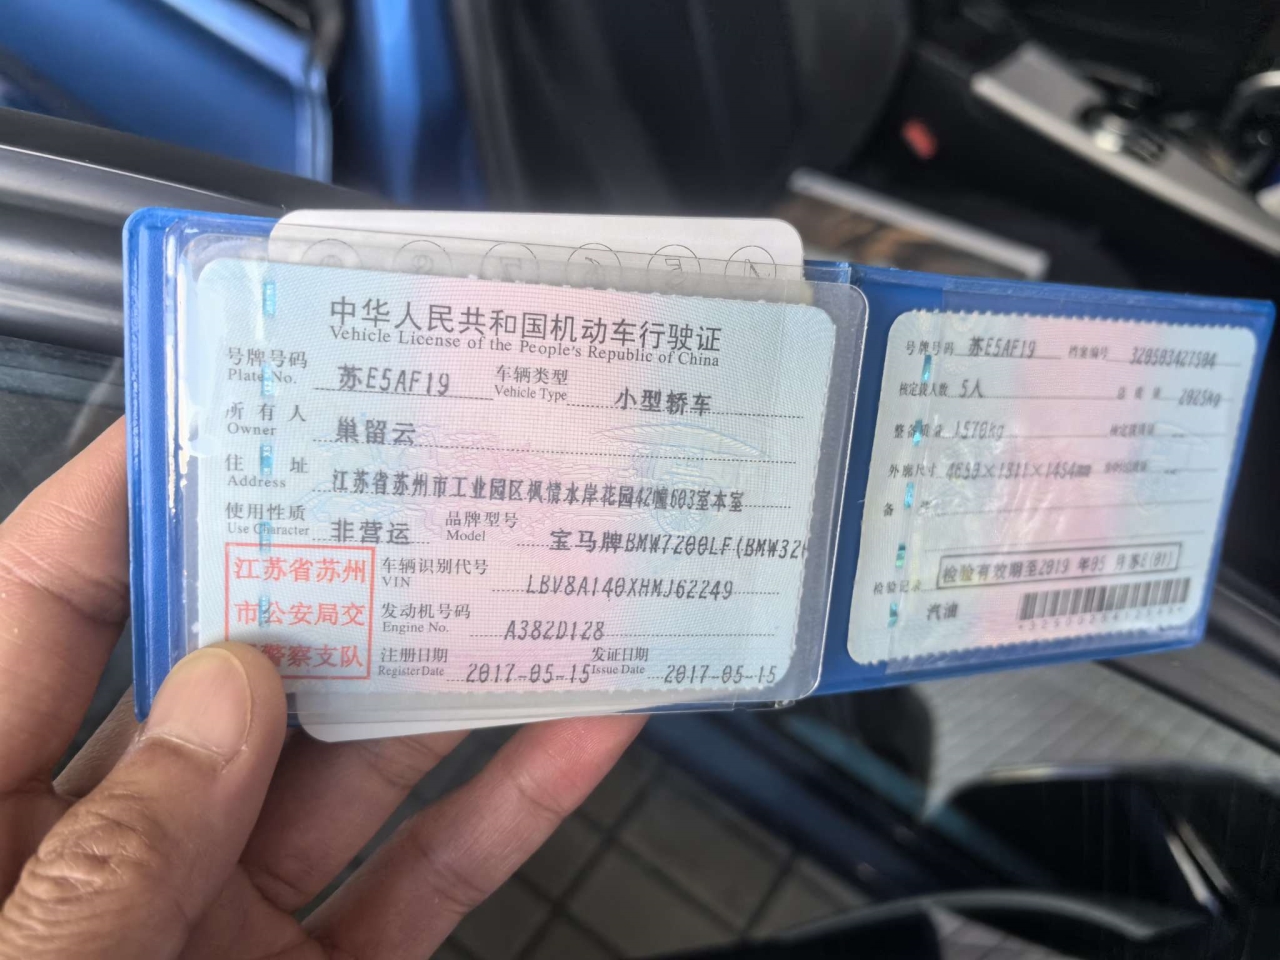 中华人民共和国机动车行驶证
Vehicle License of the People's Republic of China
号牌号码 苏E5AF19 车辆类型 小型轿车
Plate No. Vehicle Type
所有人 巢留云
Owner
住址 江苏省苏州市工业园区枫情水岸花园42幢603室本室
Address
使用性质 非营运 品牌型号 宝马牌BMW7200LF(BMW32
Use Character Model
江苏省苏州
市公安局交
警察支队
车辆识别代号 LBV8A140XHMJ62249
VIN
发动机号码 A382D128
Engine No.
注册日期 2017-05-15 发证日期 2017-05-15
Register Date Issue Date
号牌号码 苏E5AF19 档案编号
核定载人数 5人 总质量 2025kg
整备质量 1570kg 核定载质量 --
外廓尺寸 4653×1811×1454mm
备
检验记录 检验有效期至2019年05月
汽油